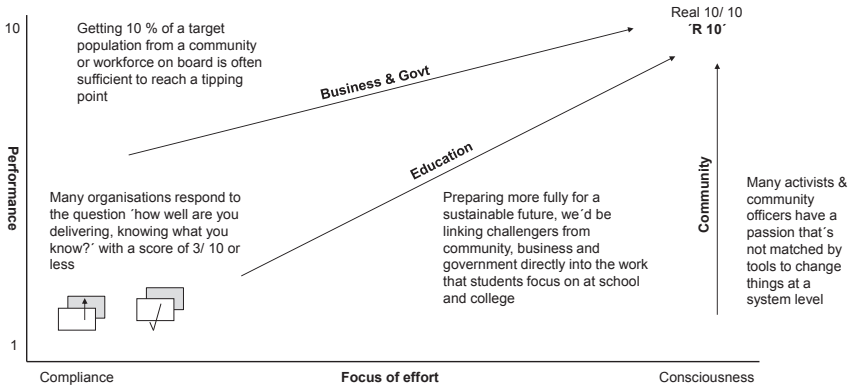 Real 10/ 10
´R 10´
10
Getting 10 % of a target
population from a community
or workforce on board is often
sufficient to reach a tipping
point
Business & Govt
Education
Performance
Many organisations respond to
the question ´how well are you
delivering, knowing what you
know?´ with a score of 3/ 10 or
less
Preparing more fully for a
sustainable future, we´d be
linking challengers from
community, business and
government directly into the work
that students focus on at school
and college
Community
Many activists &
community
officers have a
passion that´s
not matched by
tools to change
things at a
system level
1
Compliance
Focus of effort
Consciousness